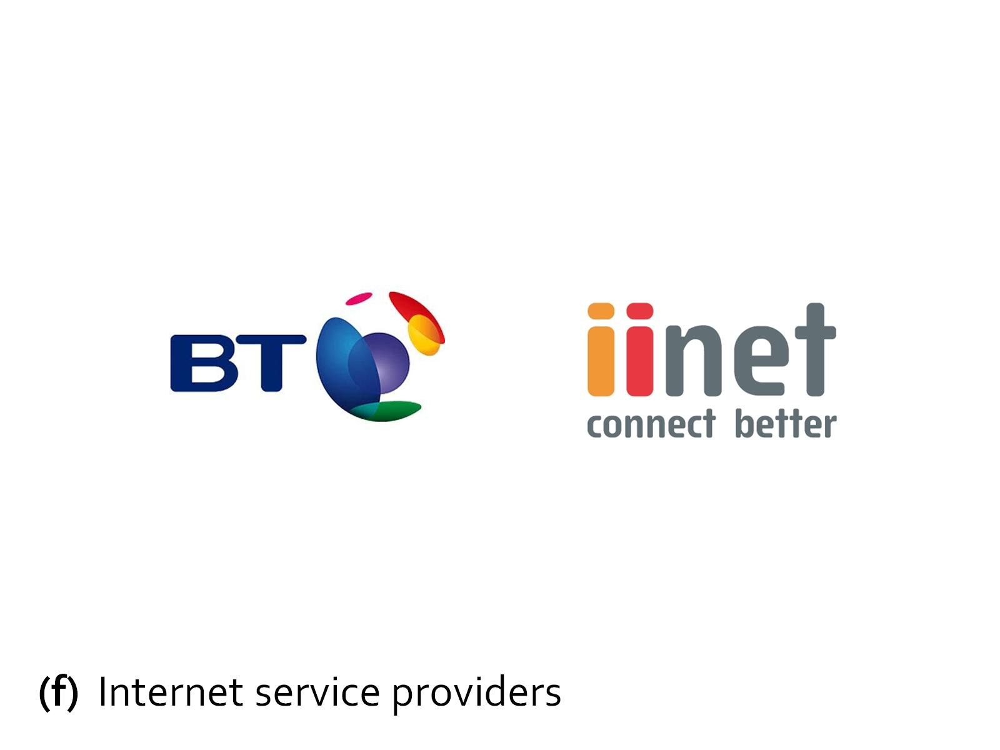 BT
iinet
connect better
(f) Internet service providers